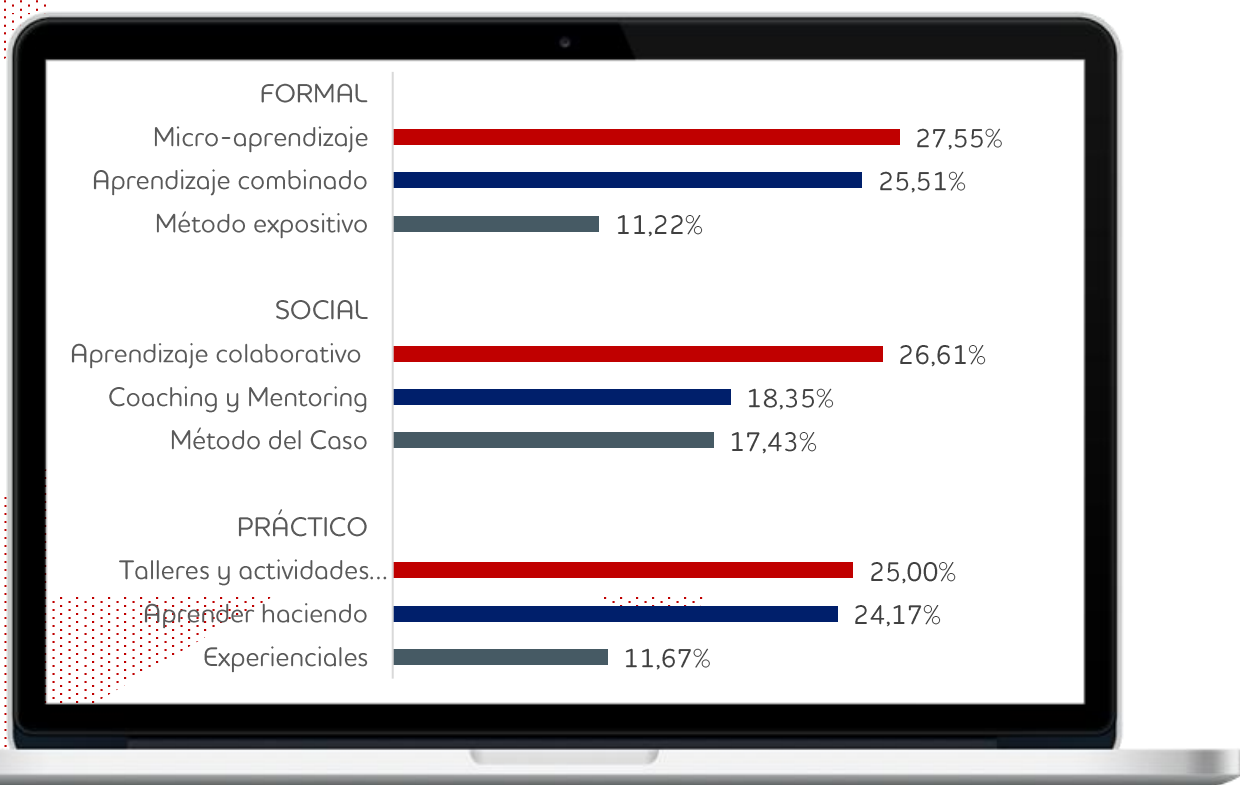 FORMAL
Micro-aprendizaje 27,55%
Aprendizaje combinado 25,51%
Método expositivo 11,22%
SOCIAL
Aprendizaje colaborativo 26,61%
Coaching y Mentoring 18,35%
Método del Caso 17,43%
PRÁCTICO
Talleres y actividades... 25,00%
Aprender haciendo 24,17%
Experienciales 11,67%